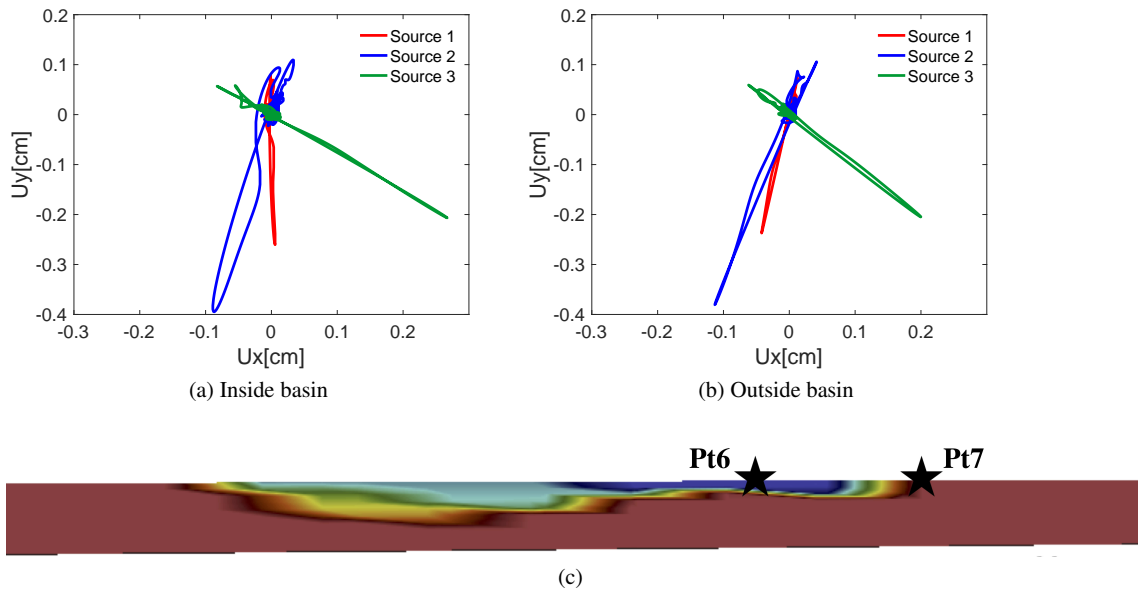 0.2
0.1
0
-0.1
-0.2
-0.3
-0.4
Uy[cm]
Source 1
Source 2
Source 3
-0.3
-0.2
-0.1
0
0.1
0.2
Ux[cm]
(a) Inside basin
0.2
0.1
0
-0.1
-0.2
-0.3
-0.4
Uy[cm]
Source 1
Source 2
Source 3
-0.3
-0.2
-0.1
0
0.1
0.2
Ux[cm]
(b) Outside basin
Pt6
Pt7
(c)